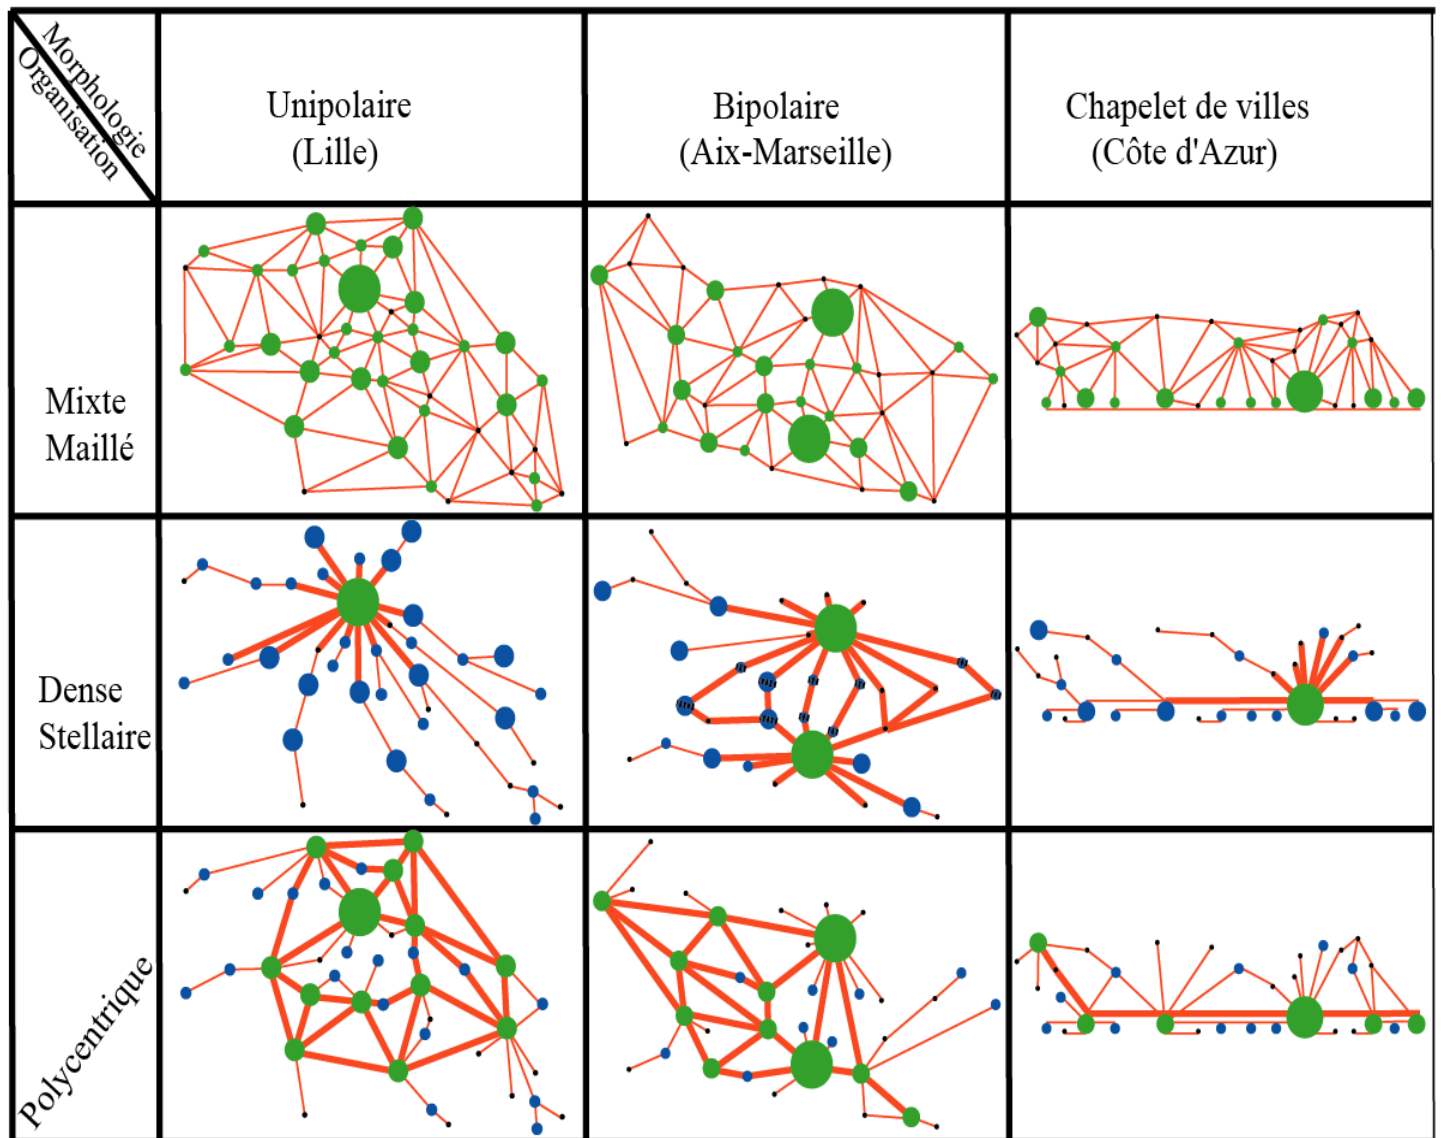 Morphologie
Organisation
Unipolaire
(Lille)
Bipolaire
(Aix-Marseille)
Chapelet de villes
(Côte d'Azur)
Mixte
Maillé
Dense
Stellaire
Polycentrique